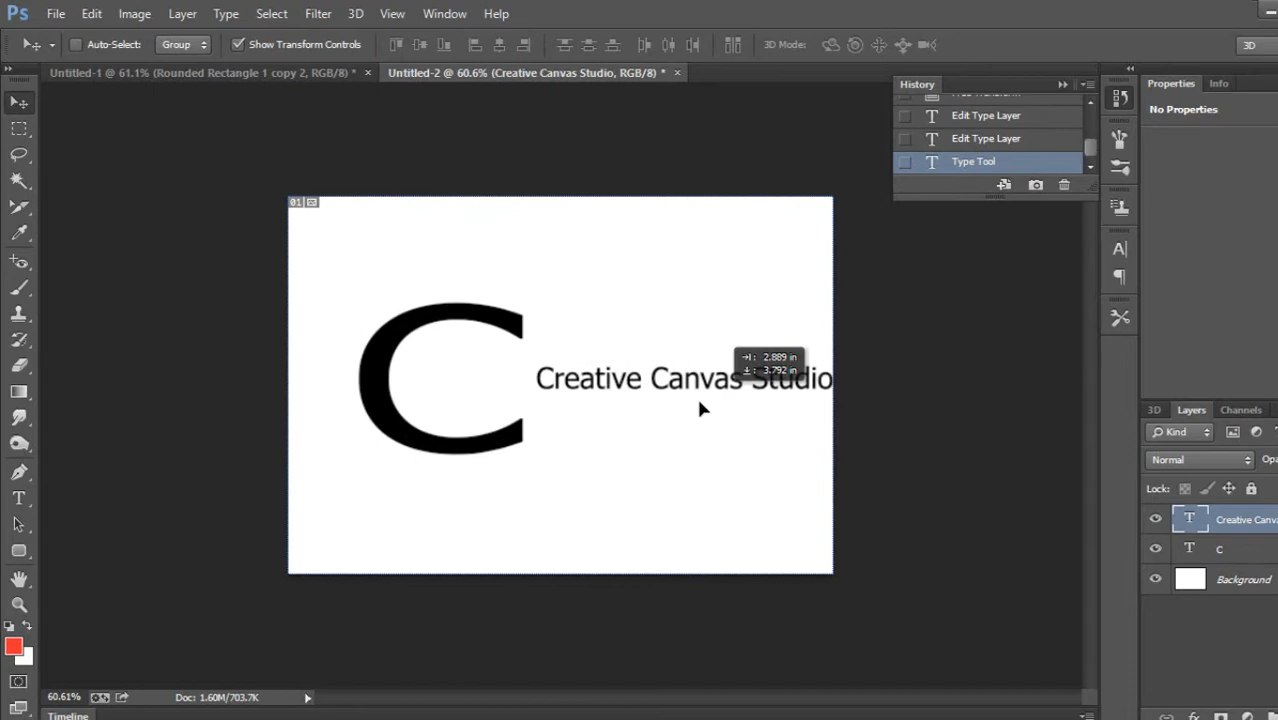 Ps File Edit Image Layer Type Select Filter 3D View Window Help
Auto-Select: Group Show Transform Controls 3D Mode: 3D
Untitled-1 @ 61.1% (Rounded Rectangle 1 copy 2, RGB/8) * × Untitled-2 @ 60.6% (Creative Canvas Studio, RGB/8) * ×
History
Edit Type Layer
Edit Type Layer
Type Tool
Properties Info
No Properties
01
C
Creative Canvas Studio
2.889 in
3.792 in
3D Layers Channels
Kind
Normal Opa
Lock:
Creative Canva
C
Background
60.61% Doc: 1.60M/703.7K
Timeline